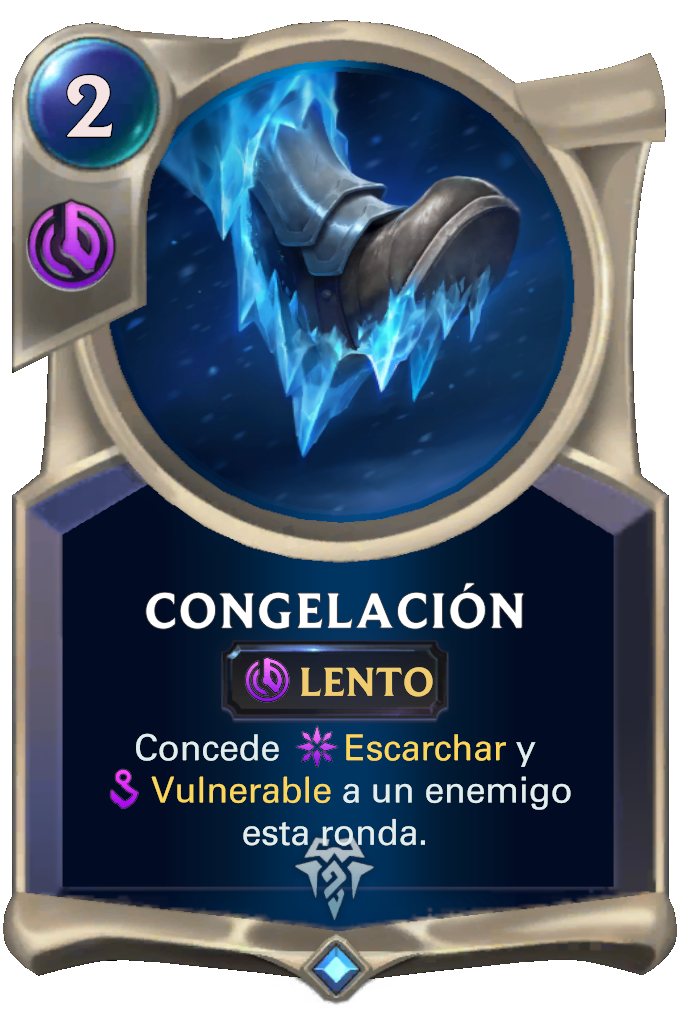 2
CONGELACIÓN
LENTO
Concede Escarchar y
Vulnerable a un enemigo
esta ronda.